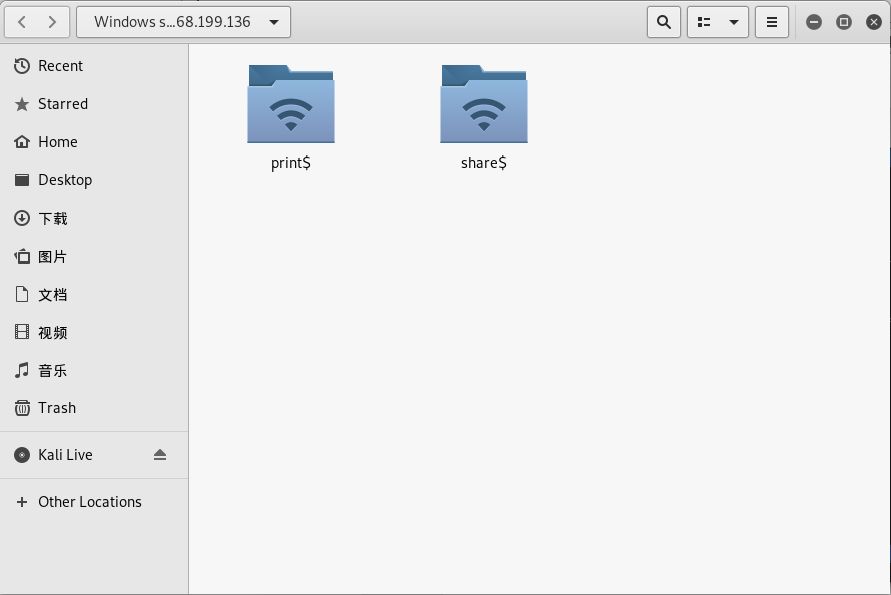 Windows s...68.199.136
Recent
Starred
Home
Desktop
下载
图片
文档
视频
音乐
Trash
Kali Live
Other Locations
print$
share$